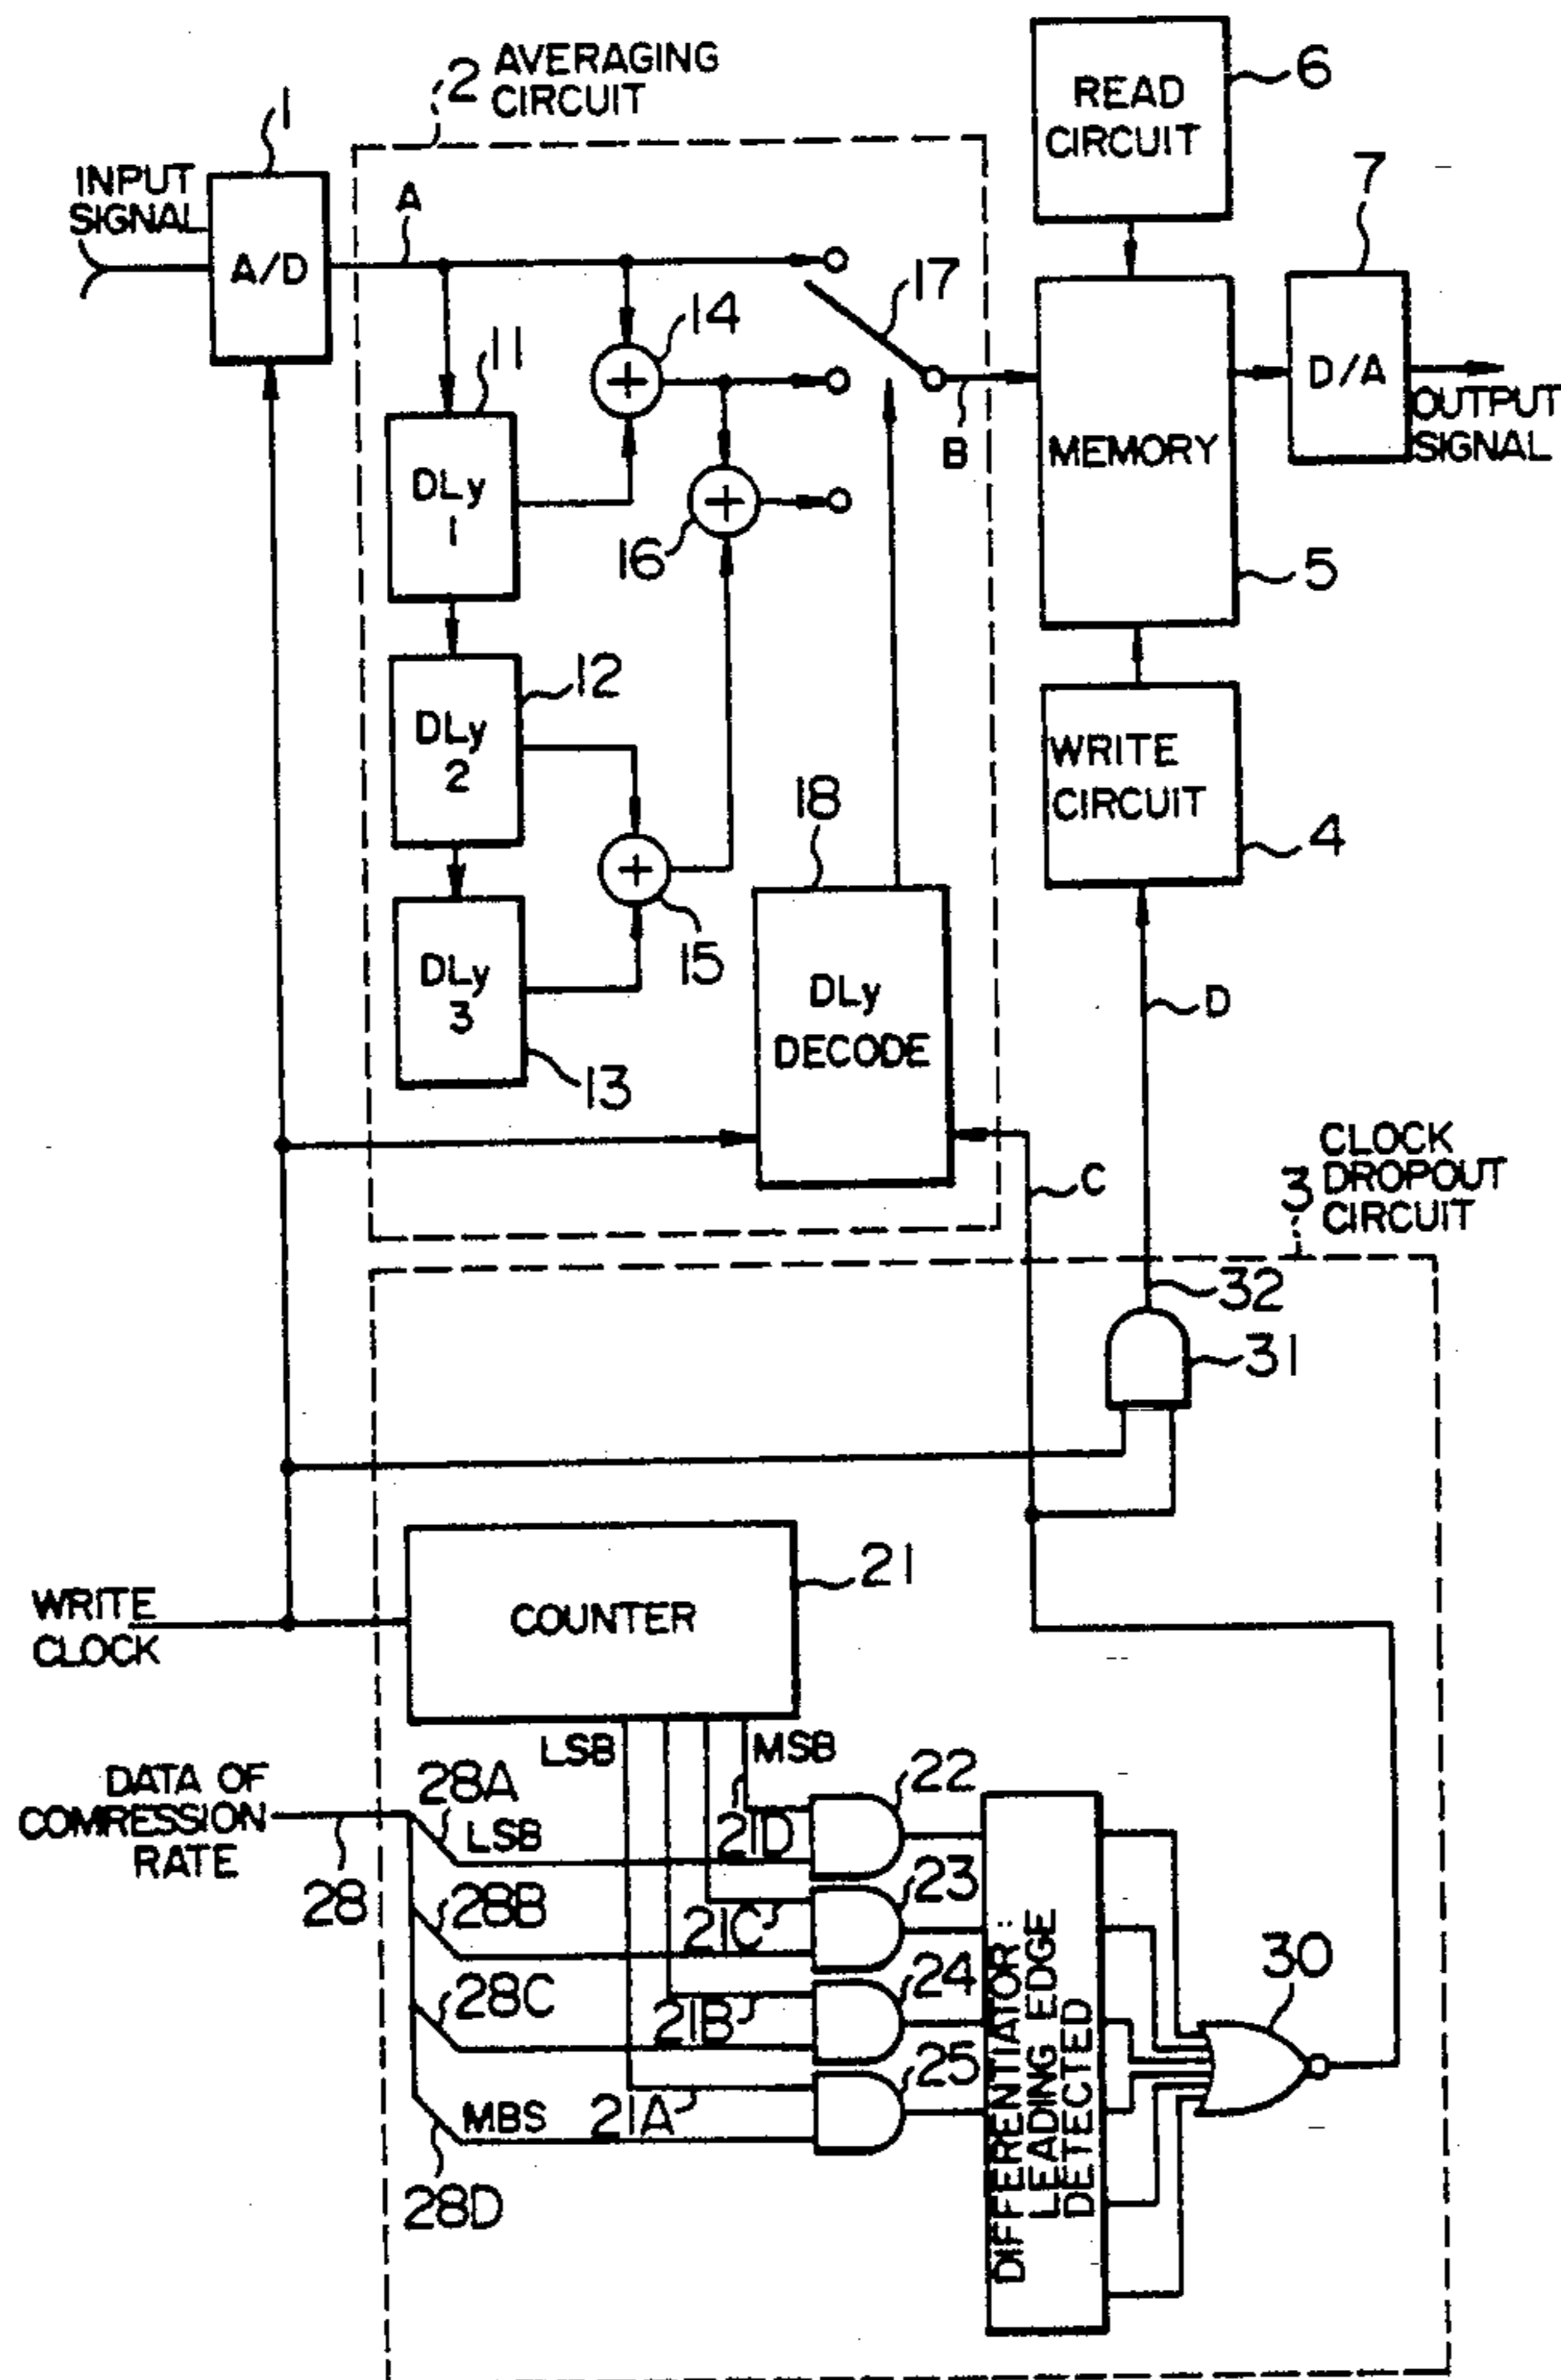 2 AVERAGING
CIRCUIT
1
INPUT
SIGNAL
A/D
A
READ
CIRCUIT
6
7
17
14
11
DLy
1
16
B
MEMORY
D/A
OUTPUT
SIGNAL
5
12
DLy
2
18
WRITE
CIRCUIT
4
15
DLy
3
13
DLy
DECODE
D
C
3 CLOCK
DROPOUT
CIRCUIT
32
31
21
COUNTER
WRITE
CLOCK
LSB
MSB
DATA OF
COMRESSION
RATE
28
28A
LSB
21D
22
28B
21C
23
28C
21B
24
MBS
21A
25
28D
DIFFERENTIATOR:
LEADING EDGE
DETECTED
30